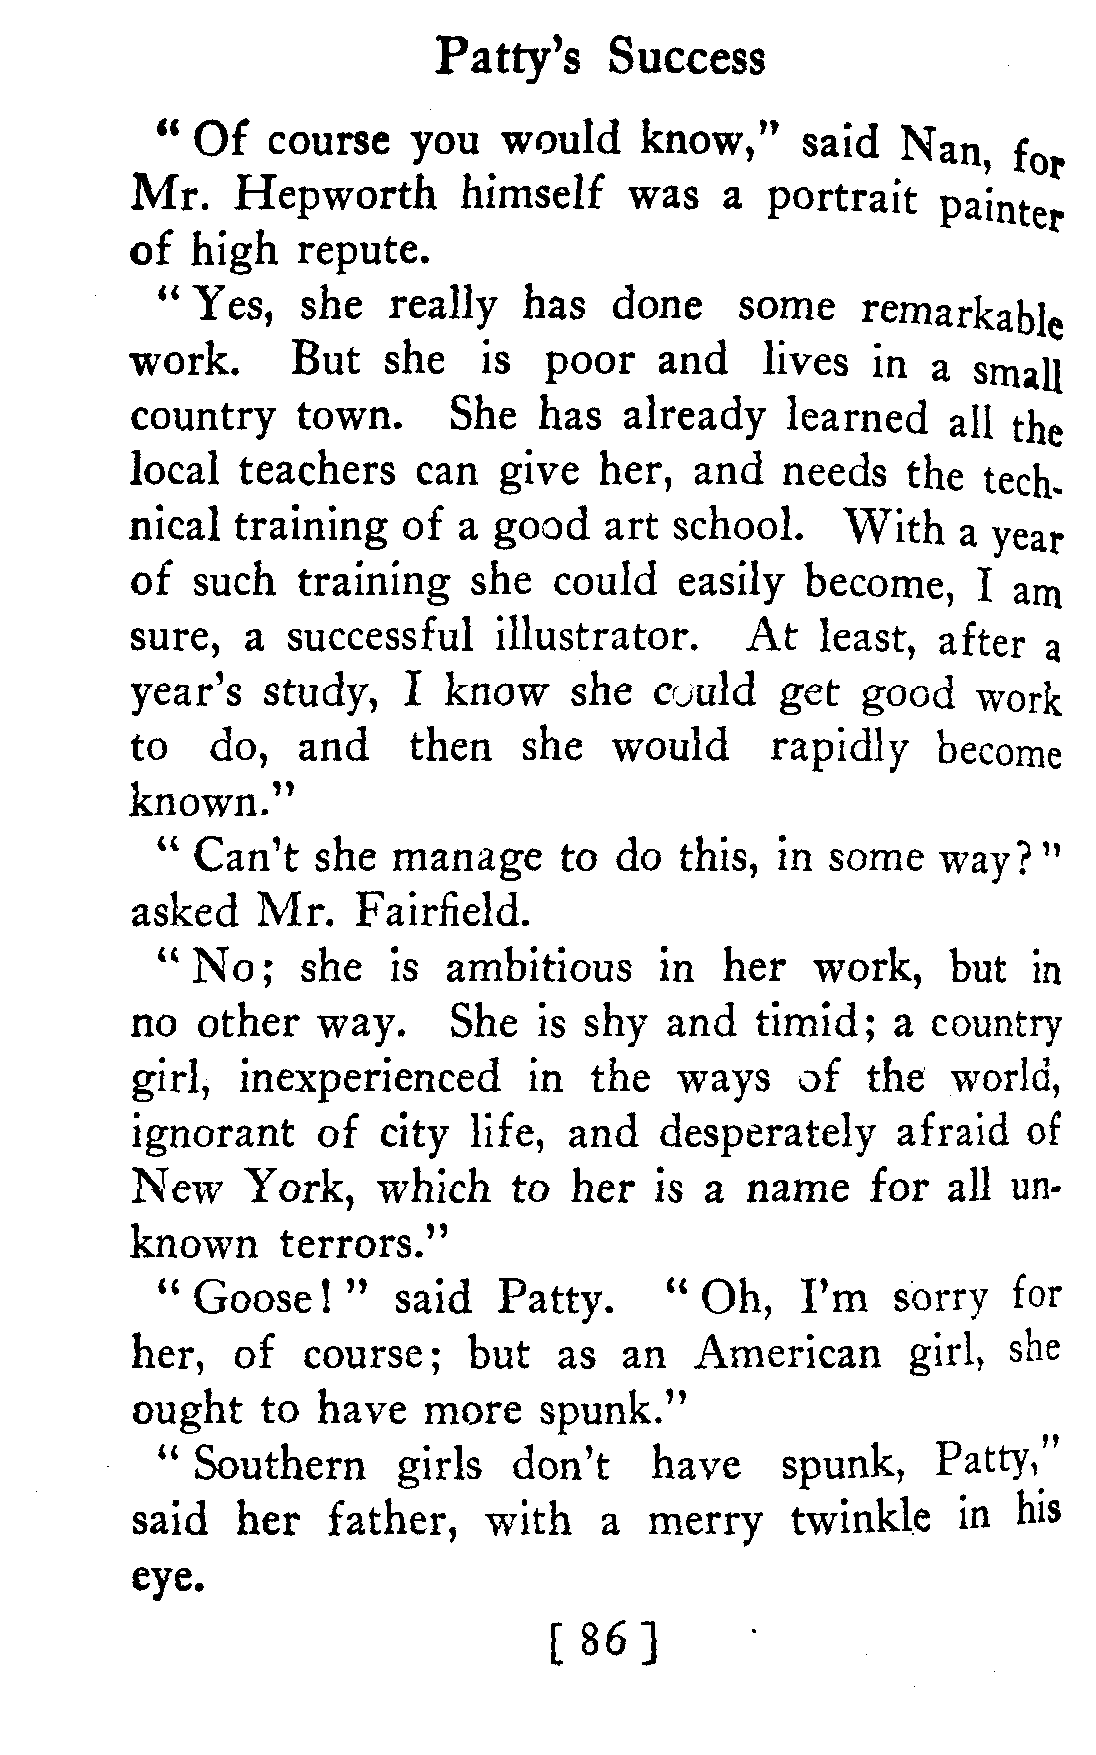 Patty's Success
" Of course you would know," said Nan, for
Mr. Hepworth himself was a portrait painter
of high repute.
" Yes, she really has done some remarkable
work. But she is poor and lives in a small
country town. She has already learned all the
local teachers can give her, and needs the tech-
nical training of a good art school. With a year
of such training she could easily become, I am
sure, a successful illustrator. At least, after a
year's study, I know she could get good work
to do, and then she would rapidly become
known."
" Can't she manage to do this, in some way? "
asked Mr. Fairfield.
" No; she is ambitious in her work, but in
no other way. She is shy and timid; a country
girl, inexperienced in the ways of the world,
ignorant of city life, and desperately afraid of
New York, which to her is a name for all un-
known terrors."
" Goose! " said Patty. " Oh, I'm sorry for
her, of course; but as an American girl, she
ought to have more spunk."
" Southern girls don't have spunk, Patty,"
said her father, with a merry twinkle in his
eye.
[ 86 ]